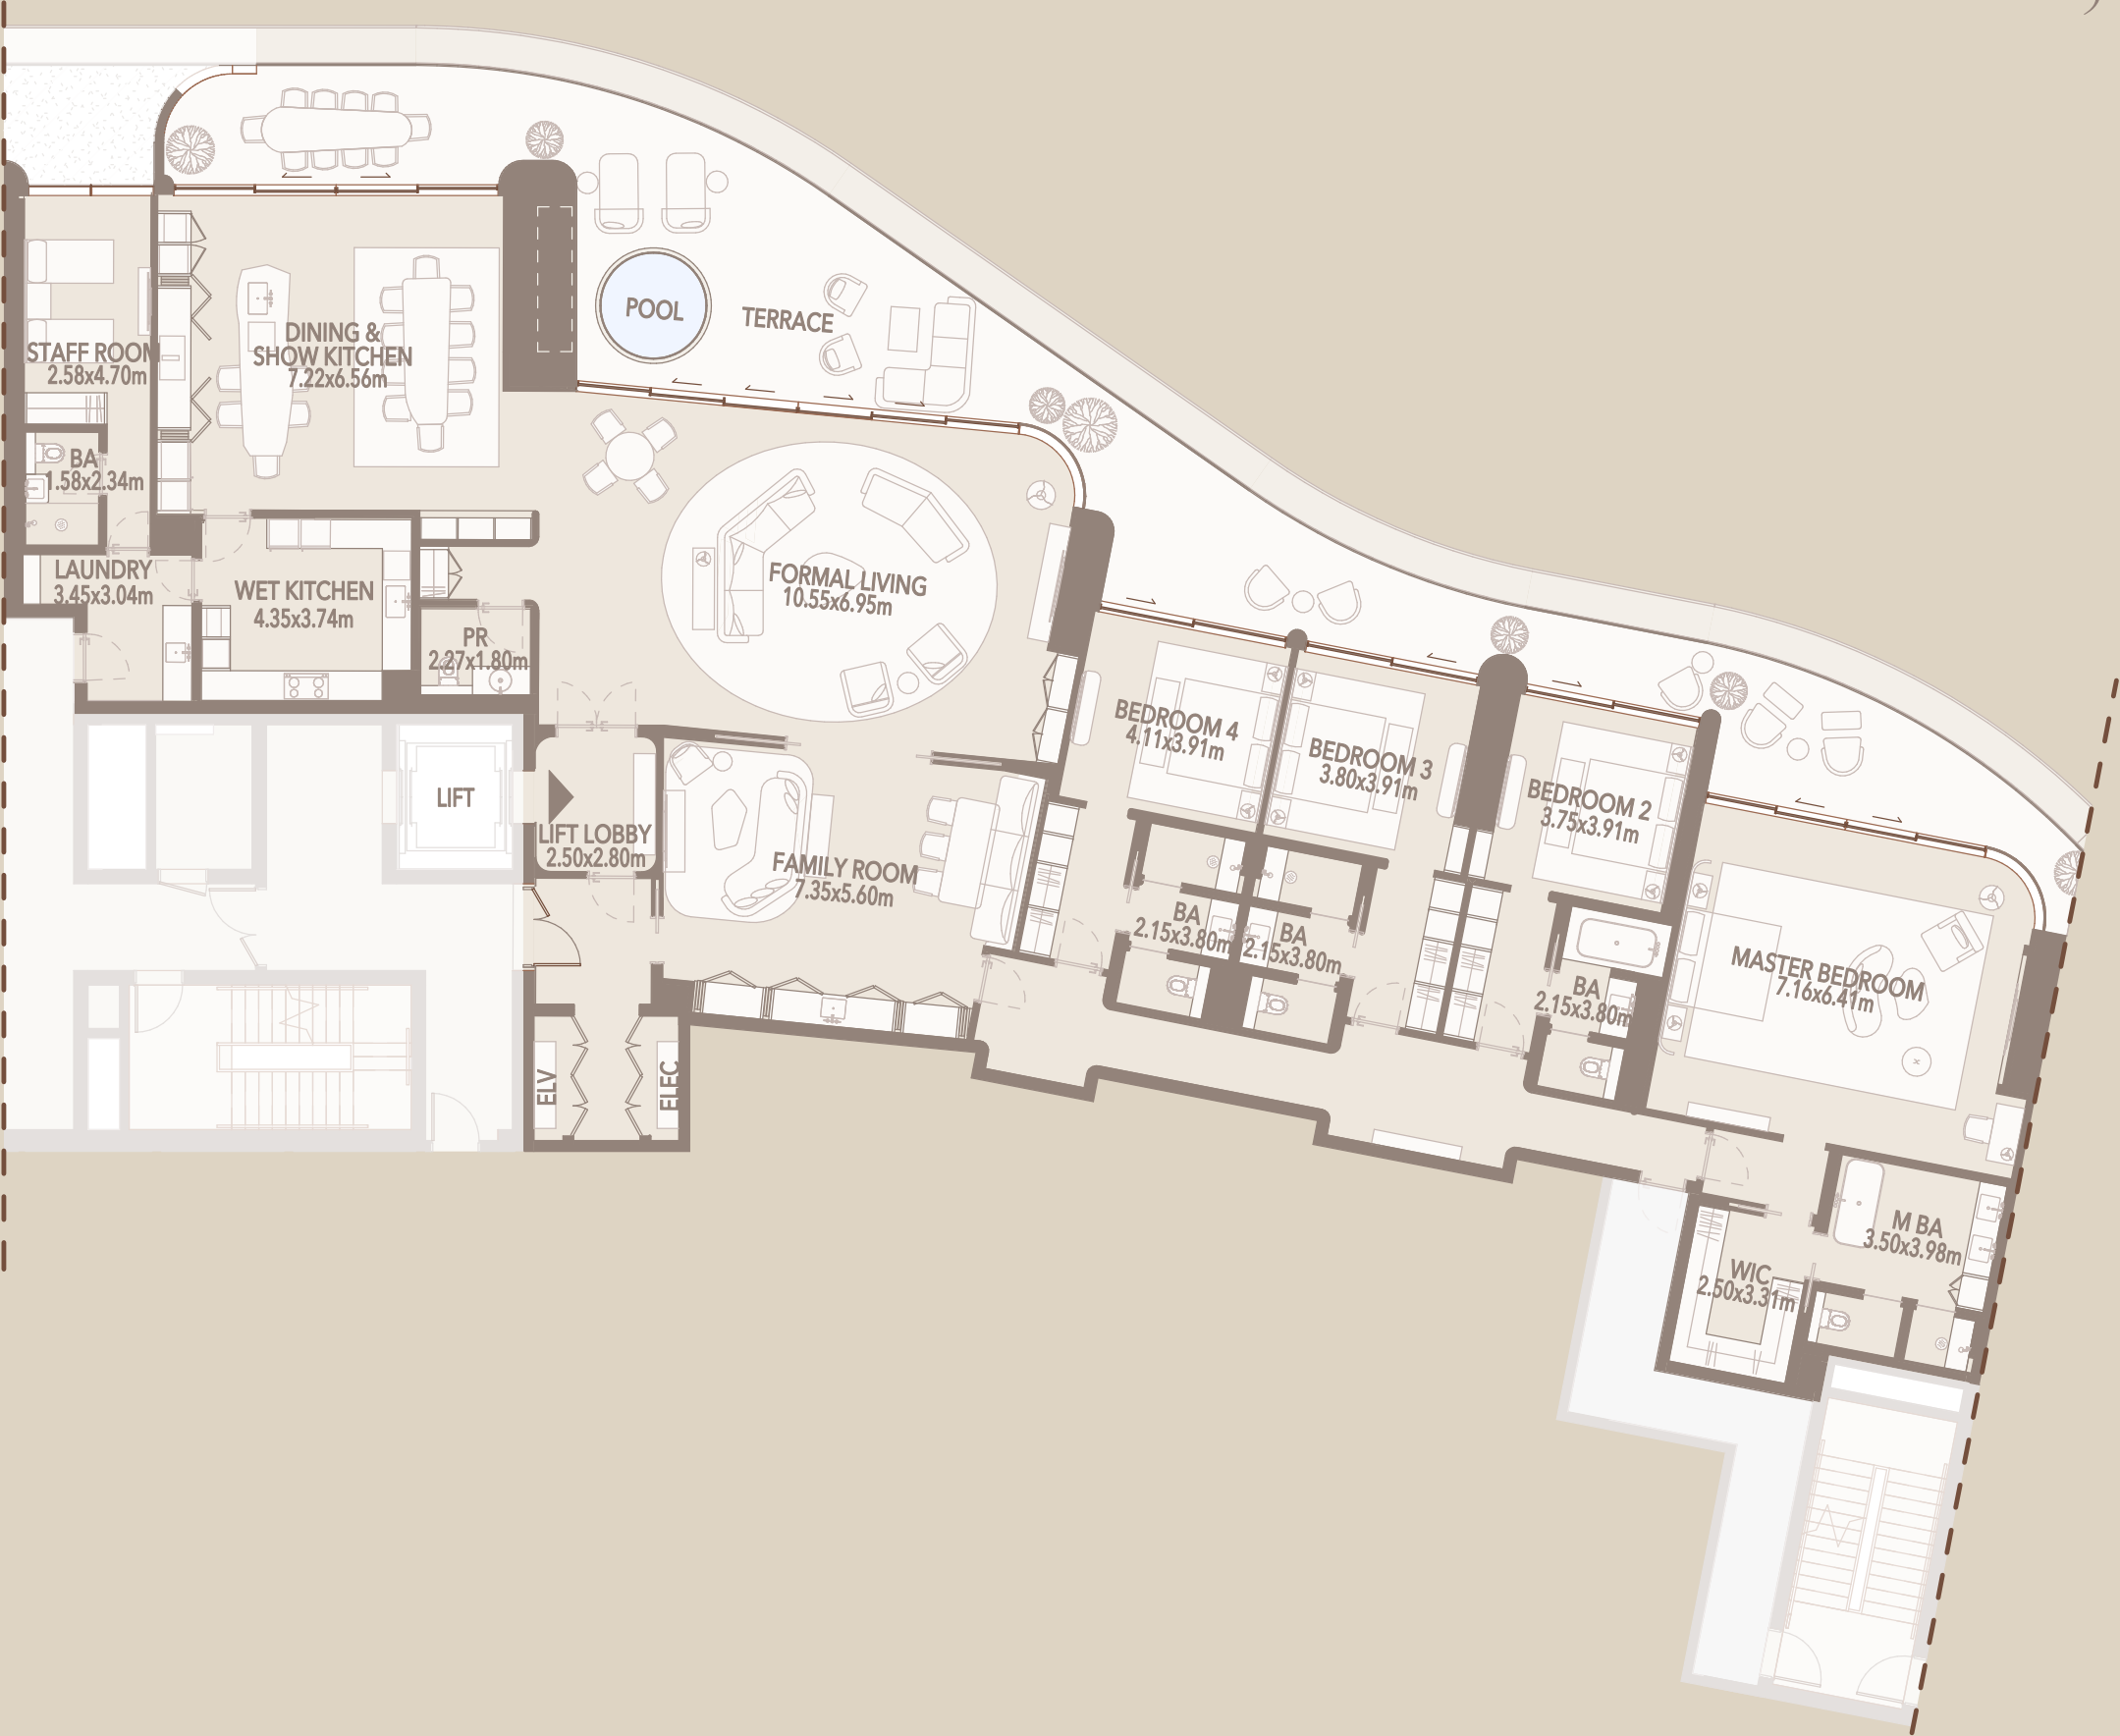 POOL
TERRACE
DINING &
SHOW KITCHEN
7.22x6.56m
STAFF ROOM
2.58x4.70m
BA
1.58x2.34m
LAUNDRY
3.45x3.04m
WET KITCHEN
4.35x3.74m
PR
2.27x1.80m
FORMAL LIVING
10.55x6.95m
LIFT
LIFT LOBBY
2.50x2.80m
FAMILY ROOM
7.35x5.60m
BEDROOM 4
4.11x3.91m
BEDROOM 3
3.80x3.91m
BEDROOM 2
3.75x3.91m
BA
2.15x3.80m
BA
2.15x3.80m
BA
2.15x3.80m
MASTER BEDROOM
7.16x6.41m
ELV
ELEC
M BA
3.50x3.98m
WIC
2.50x3.31m